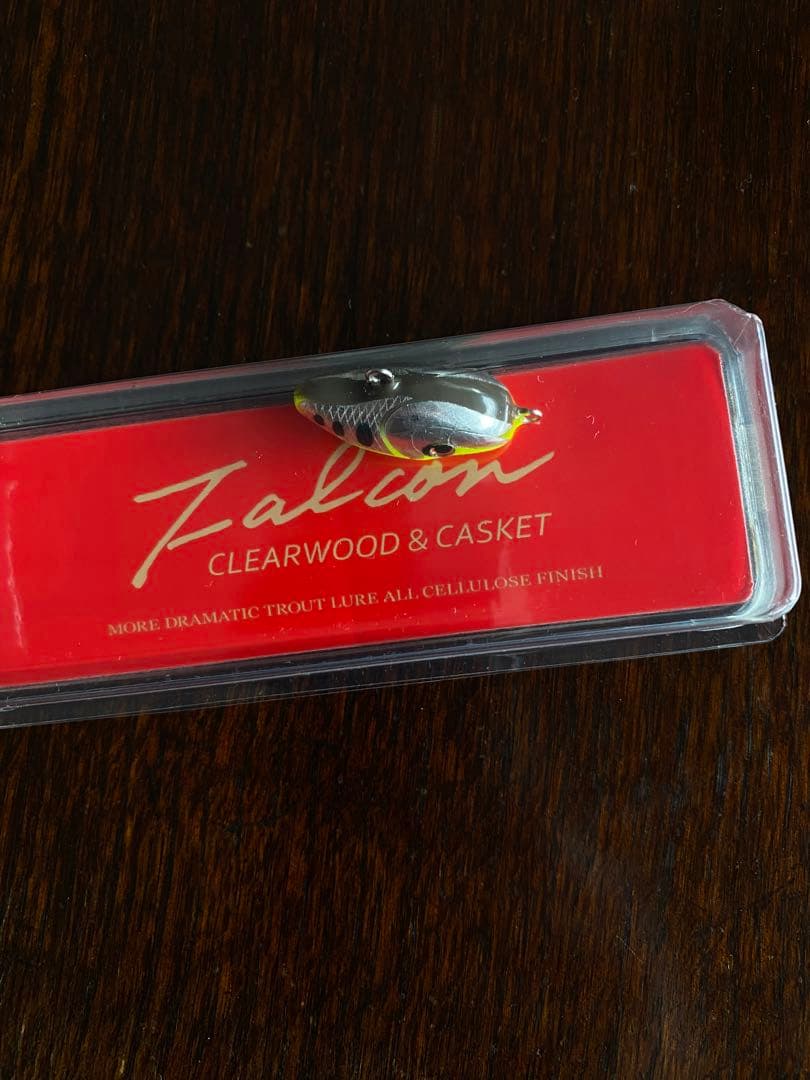 Falcon
CLEARWOOD & CASKET
MORE DRAMATIC TROUT LURE ALL CELLULOSE FINISH